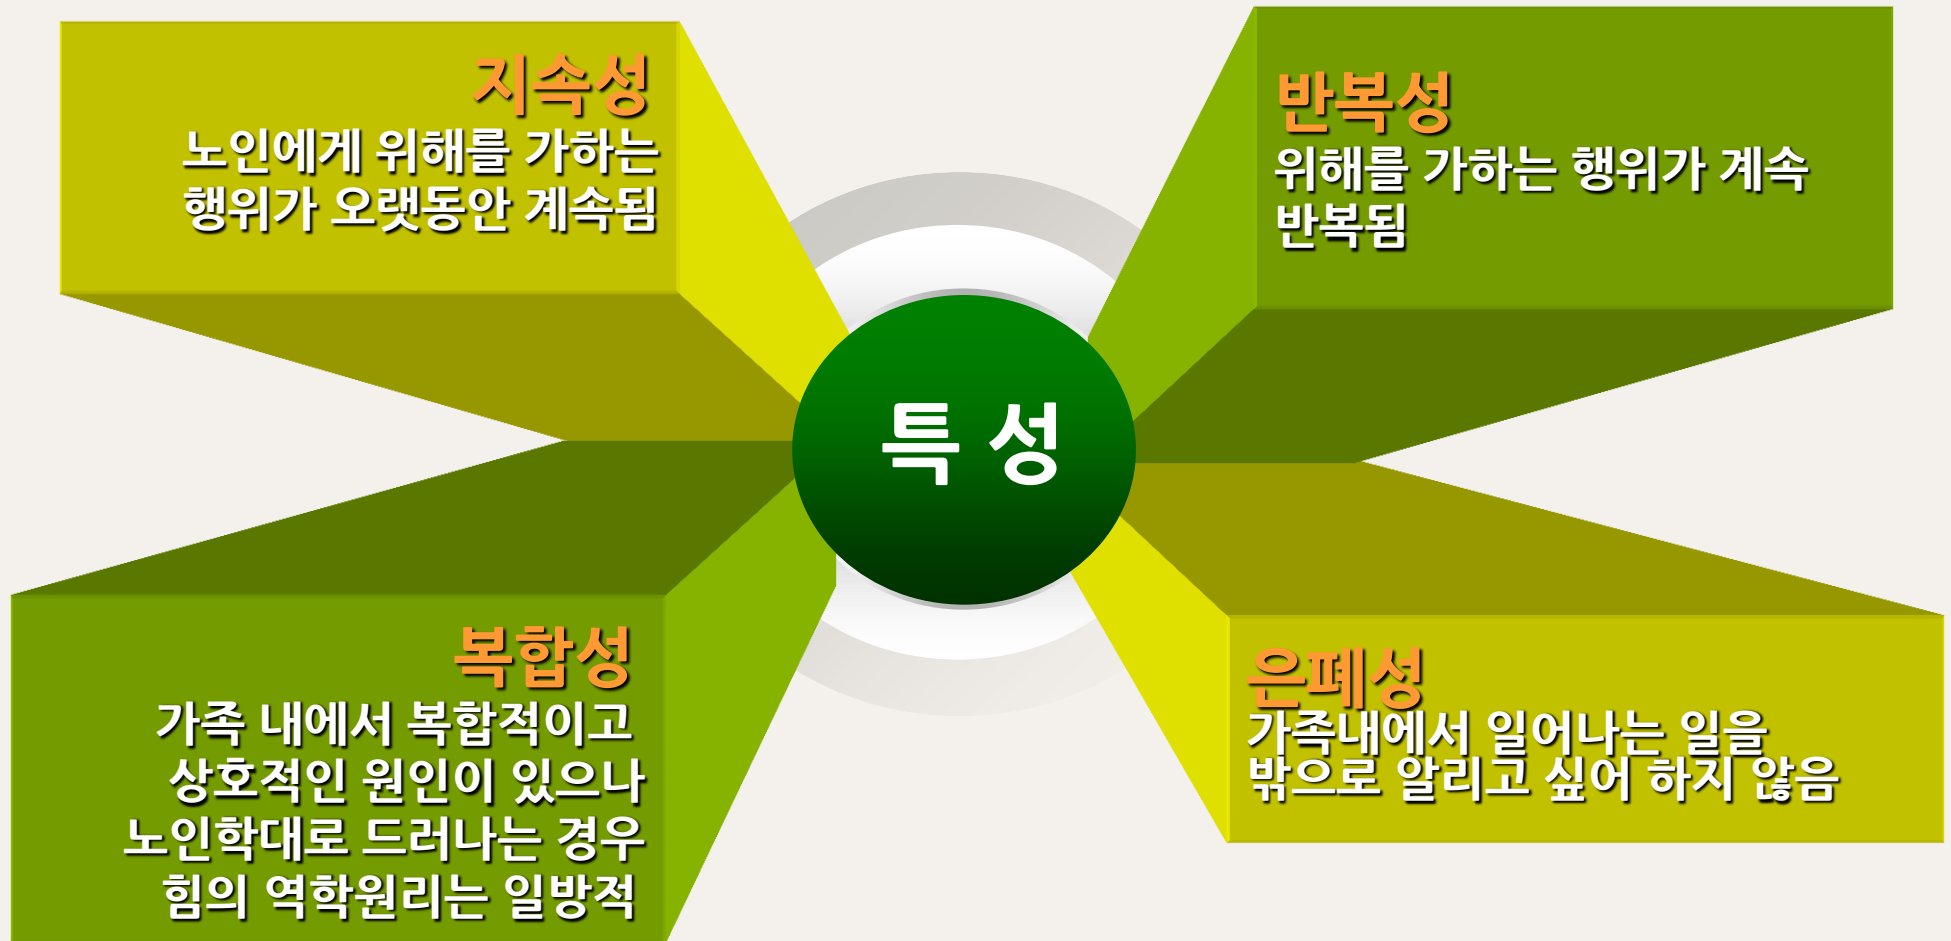 지속성
노인에게 위해를 가하는
행위가 오랫동안 계속됨
반복성
위해를 가하는 행위가 계속
반복됨
특 성
복합성
가족 내에서 복합적이고
상호적인 원인이 있으나
노인학대로 드러나는 경우
힘의 역학원리는 일방적
은폐성
가족내에서 일어나는 일을
밖으로 알리고 싶어 하지 않음